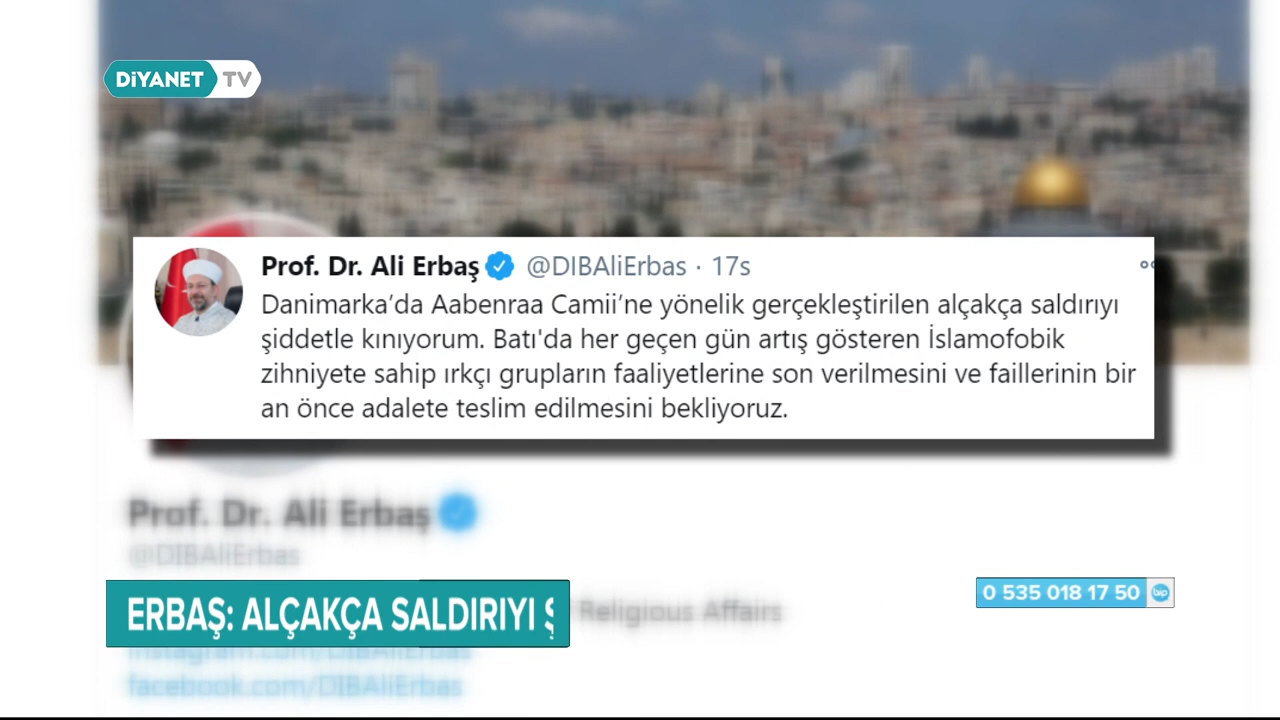 DiYANET TV
Prof. Dr. Ali Erbaş @DIBAliErbas · 17s
Danimarka’da Aabenraa Camii’ne yönelik gerçekleştirilen alçakça saldırıyı
şiddetle kınıyorum. Batı'da her geçen gün artış gösteren İslamofobik
zihniyete sahip ırkçı grupların faaliyetlerine son verilmesini ve faillerinin bir
an önce adalete teslim edilmesini bekliyoruz.
Prof. Dr. Ali Erbaş
@DIBAliErbas
Religious Affairs
0 535 018 17 50 bip
ERBAŞ: ALÇAKÇA SALDIRIYI Ş
instagram.com/DIBAliErbas
facebook.com/DIBAliErbas